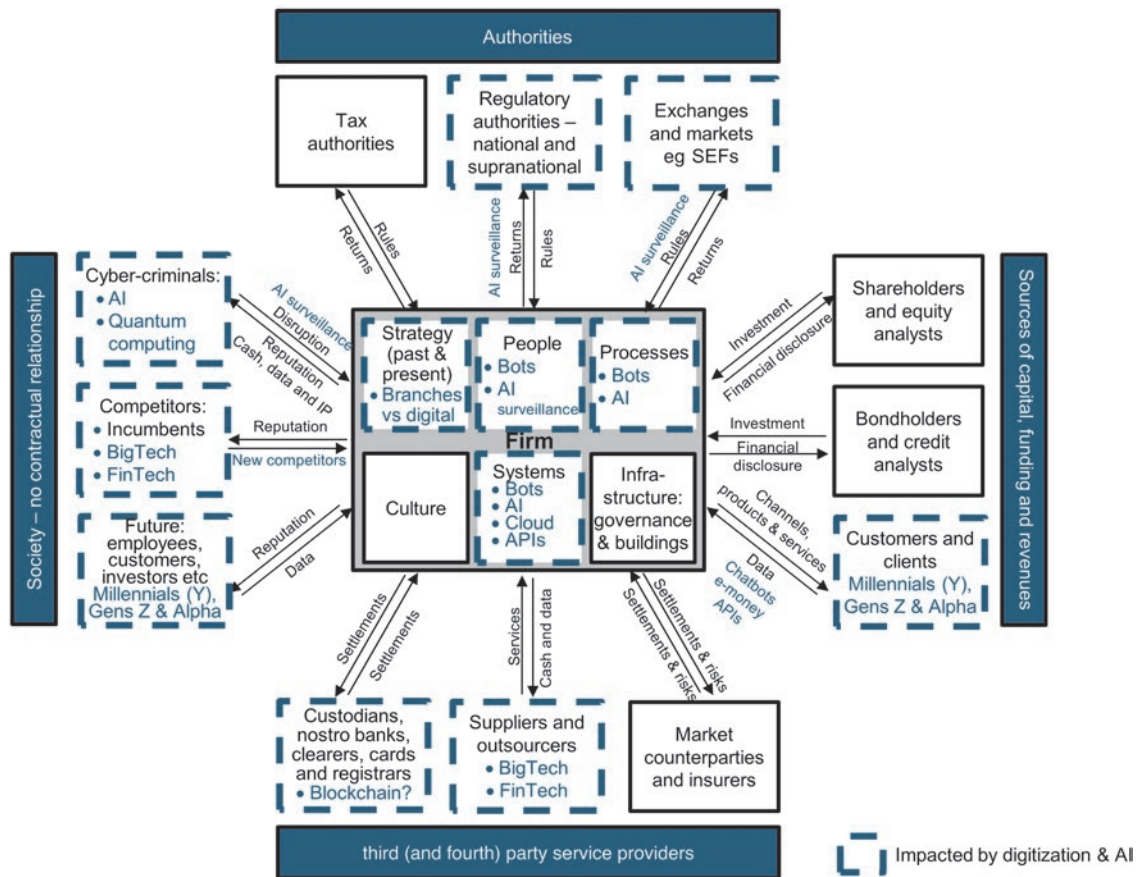 Authorities
Tax
authorities
Regulatory
authorities –
national and
supranational
Exchanges
and markets
eg SEFs
Rules
Returns
AI surveillance
Returns
Rules
AI surveillance
Rules
Returns
Society – no contractual relationship
Cyber-criminals:
• AI
• Quantum
computing
AI surveillance
Disruption
Reputation
Cash, data and IP
Competitors:
• Incumbents
• BigTech
• FinTech
Reputation
New competitors
Future:
employees,
customers,
investors etc
Millennials (Y),
Gens Z & Alpha
Reputation
Data
Strategy
(past &
present)
• Branches
vs digital
People
• Bots
• AI
surveillance
Processes
• Bots
• AI
Firm
Culture
Systems
• Bots
• AI
• Cloud
• APIs
Infra-
structure:
governance
& buildings
Investment
Financial disclosure
Shareholders
and equity
analysts
Investment
Financial
disclosure
Bondholders
and credit
analysts
Channels,
products & services
Data
Chatbots
e-money
APIs
Customers and
clients
Millennials (Y),
Gens Z & Alpha
Sources of capital, funding and revenues
Settlements
Settlements
Services
Cash and data
Settlements & risks
Settlements & risks
Custodians,
nostro banks,
clearers, cards
and registrars
• Blockchain?
Suppliers and
outsourcers
• BigTech
• FinTech
Market
counterparties
and insurers
third (and fourth) party service providers
Impacted by digitization & AI